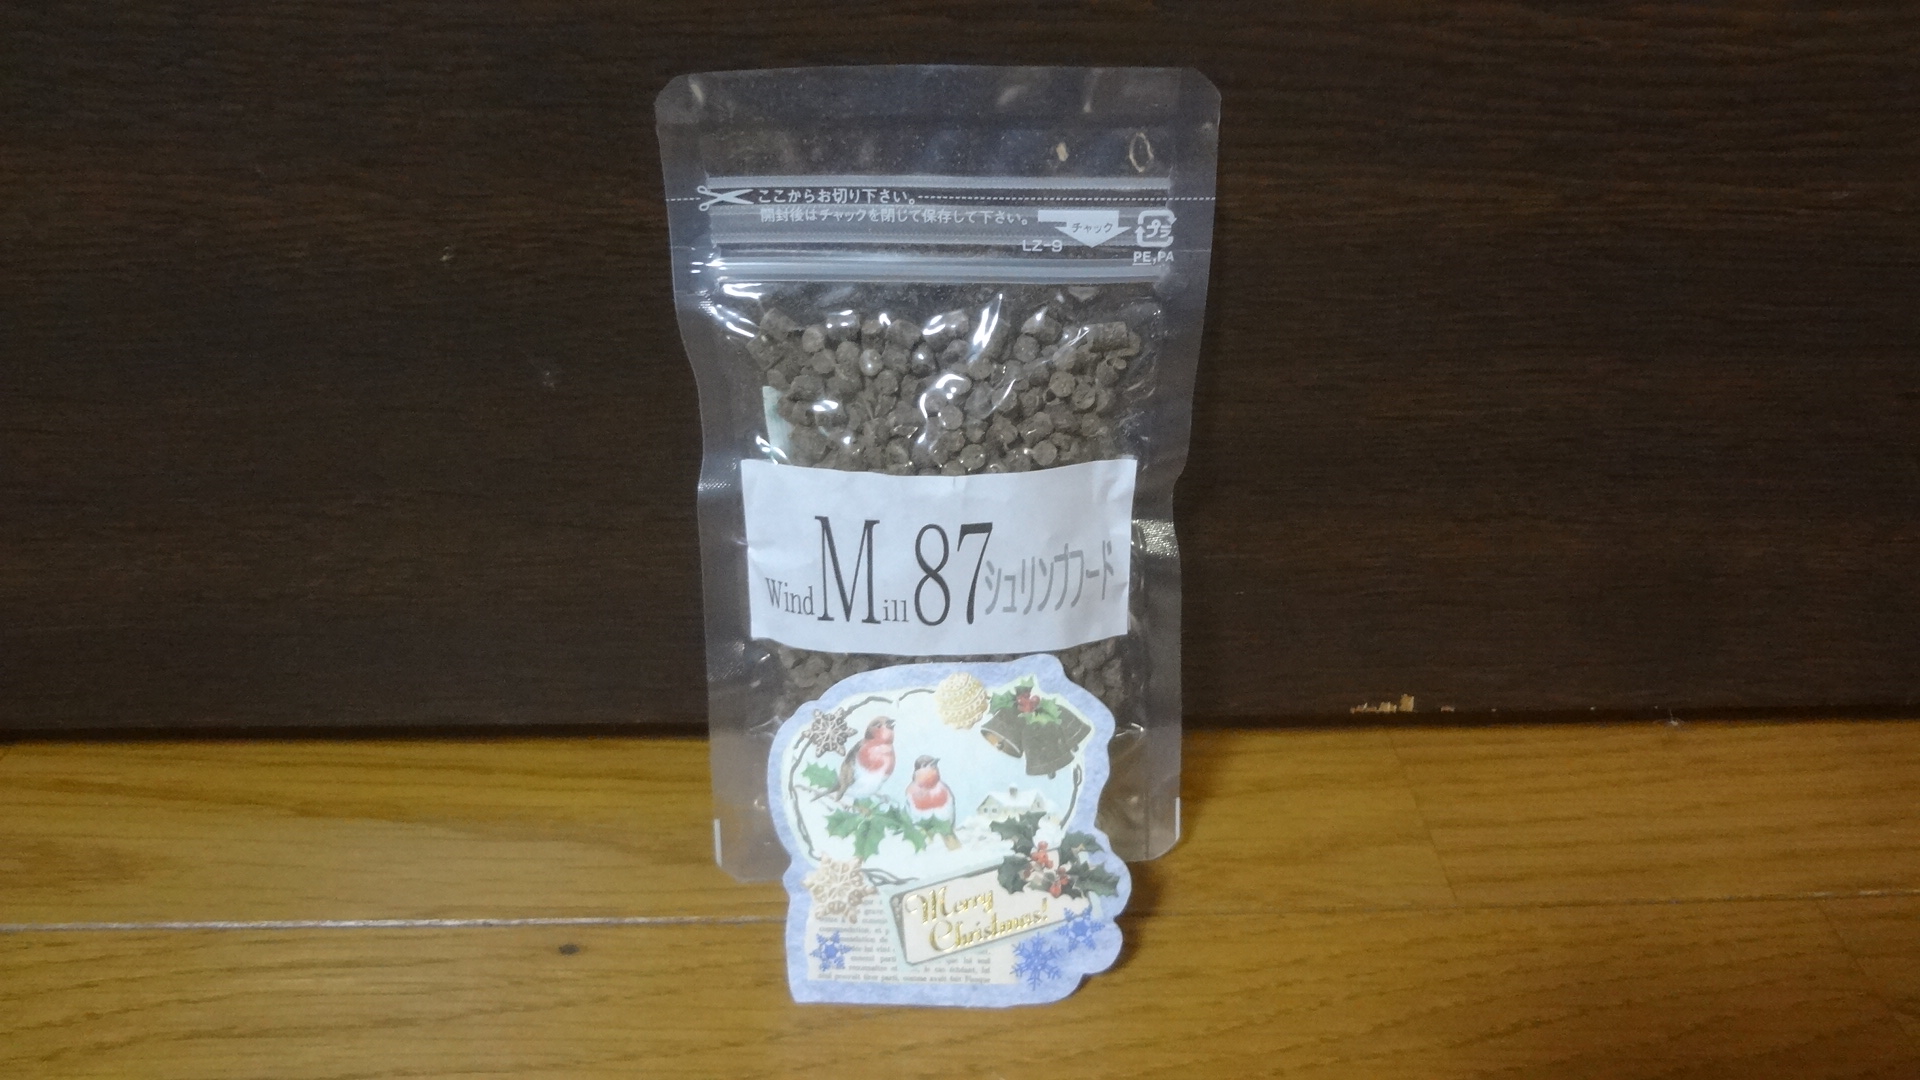 ここからお切り下さい。
開封後はチャックを閉じて保存して下さい。
チャック
プラ
LZ-9
PE,PA
Wind Mill 87 シュリンプフード
Merry
Christmas!